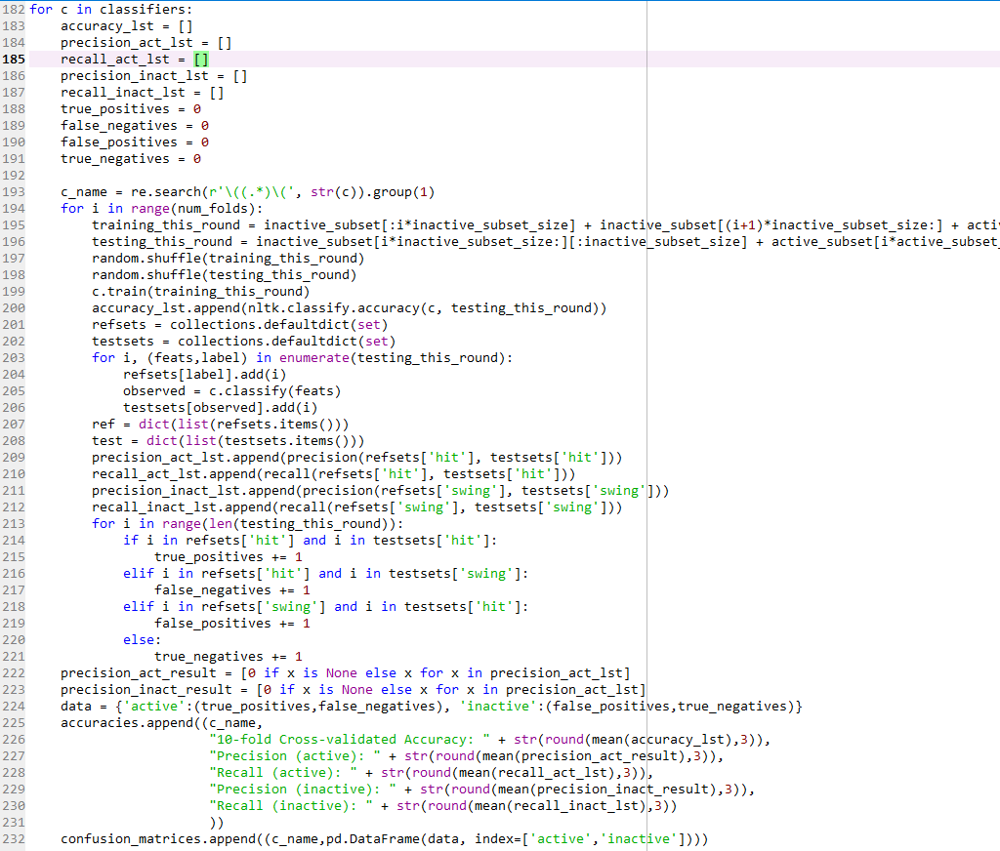 182 for c in classifiers:
183     accuracy_lst = []
184     precision_act_lst = []
185     recall_act_lst = []
186     precision_inact_lst = []
187     recall_inact_lst = []
188     true_positives = 0
189     false_negatives = 0
190     false_positives = 0
191     true_negatives = 0
192
193     c_name = re.search(r'\((.*)\(', str(c)).group(1)
194     for i in range(num_folds):
195         training_this_round = inactive_subset[:i*inactive_subset_size] + inactive_subset[(i+1)*inactive_subset_size:] + acti
196         testing_this_round = inactive_subset[i*inactive_subset_size:][:inactive_subset_size] + active_subset[i*active_subset_
197         random.shuffle(training_this_round)
198         random.shuffle(testing_this_round)
199         c.train(training_this_round)
200         accuracy_lst.append(nltk.classify.accuracy(c, testing_this_round))
201         refsets = collections.defaultdict(set)
202         testsets = collections.defaultdict(set)
203         for i, (feats,label) in enumerate(testing_this_round):
204             refsets[label].add(i)
205             observed = c.classify(feats)
206             testsets[observed].add(i)
207         ref = dict(list(refsets.items()))
208         test = dict(list(testsets.items()))
209         precision_act_lst.append(precision(refsets['hit'], testsets['hit']))
210         recall_act_lst.append(recall(refsets['hit'], testsets['hit']))
211         precision_inact_lst.append(precision(refsets['swing'], testsets['swing']))
212         recall_inact_lst.append(recall(refsets['swing'], testsets['swing']))
213         for i in range(len(testing_this_round)):
214             if i in refsets['hit'] and i in testsets['hit']:
215                 true_positives += 1
216             elif i in refsets['hit'] and i in testsets['swing']:
217                 false_negatives += 1
218             elif i in refsets['swing'] and i in testsets['hit']:
219                 false_positives += 1
220             else:
221                 true_negatives += 1
222     precision_act_result = [0 if x is None else x for x in precision_act_lst]
223     precision_inact_result = [0 if x is None else x for x in precision_act_lst]
224     data = {'active':(true_positives,false_negatives), 'inactive':(false_positives,true_negatives)}
225     accuracies.append((c_name,
226                        "10-fold Cross-validated Accuracy: " + str(round(mean(accuracy_lst),3)),
227                        "Precision (active): " + str(round(mean(precision_act_result),3)),
228                        "Recall (active): " + str(round(mean(recall_act_lst),3)),
229                        "Precision (inactive): " + str(round(mean(precision_inact_result),3)),
230                        "Recall (inactive): " + str(round(mean(recall_inact_lst),3))
231                        ))
232     confusion_matrices.append((c_name,pd.DataFrame(data, index=['active','inactive'])))